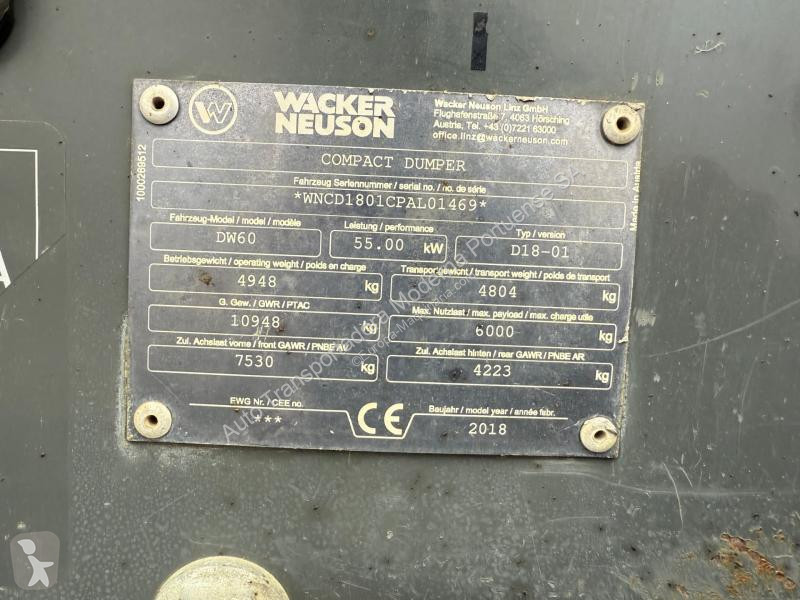 WACKER
NEUSON
Wacker Neuson Linz GmbH
Flughafenstraße 7, 4063 Hörsching
Austria, Tel. +43 (0)7221 63000
office.linz@wackerneuson.com
1000269512
COMPACT DUMPER
Fahrzeug Seriennummer / serial no. / no. de série
*WNCD1801CPAL01469*
Made in Austria
Fahrzeug-Model / model / modèle
DW60
Leistung / performance
55.00 kW
Typ / version
D18-01
Betriebsgewicht / operating weight / poids en charge
4948 kg
Transportgewicht / transport weight / poids de transport
4804 kg
G. Gew. / GWR / PTAC
10948 kg
Max. Nutzlast / max. payload / max. charge utile
6000 kg
Zul. Achslast vorne / front GAWR / PNBE AV
7530 kg
Zul. Achslast hinten / rear GAWR / PNBE AR
4223 kg
EWG Nr. / CEE no.
***
CE
Baujahr / model year / année fabr.
2018
Auto Transportadora Moderna Portuense